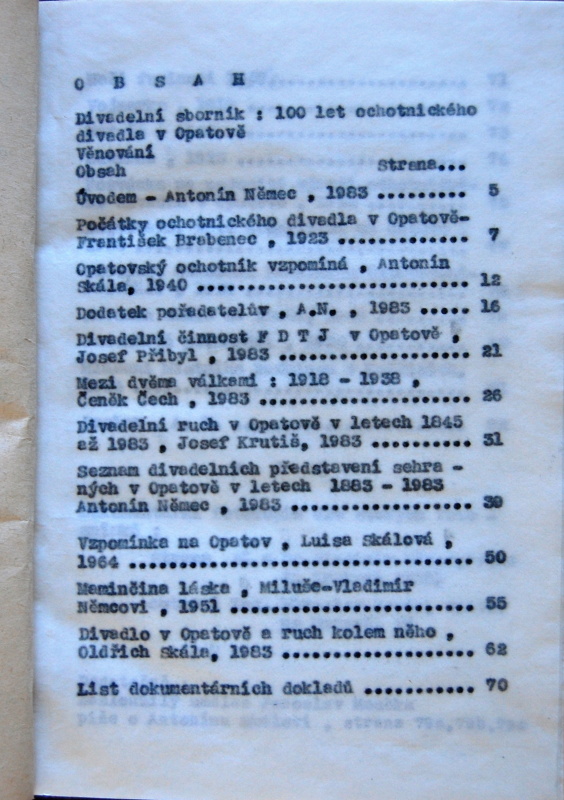 O B S A H
Divadelní sborník : 100 let ochotnického
divadla v Opatově
Věnování
Obsah Strana...
Úvodem - Antonín Němec , 1983 .......... 5
Počátky ochotnického divadla v Opatově-
František Brabenec , 1923 ............. 7
Opatovský ochotník vzpomíná , Antonín
Skála, 1940 ........................... 12
Dodatek pořadatelův , A.N. , 1983 ..... 16
Divadelní činnost F D T J v Opatově ,
Josef Přibyl , 1983 ................... 21
Mezi dvěma válkami : 1918 - 1938 ,
Čeněk Čech , 1983 ..................... 26
Divadelní ruch v Opatově v letech 1845
až 1983 , Josef Krutiš, 1983 .......... 31
Seznam divadelních představení sehra -
ných v Opatově v letech 1883 - 1983
Antonín Němec , 1983 .................. 39
Vzpomínka na Opatov , Luisa Skálová ,
1964 .................................. 50
Maminčina láska , Miluše-Vladimír
Němcovi , 1951 ........................ 55
Divadlo v Opatově a ruch kolem něho ,
Oldřich Skála, 1983 ................... 62
List dokumentárních dokladů ........... 70